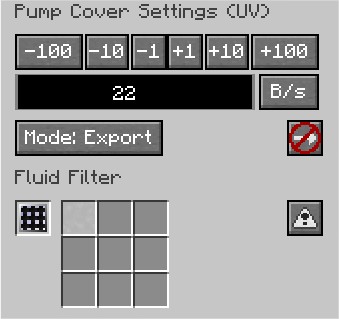 Pump Cover Settings (UV)
-100 -10 -1 +1 +10 +100
22 B/s
Mode: Export
Fluid Filter